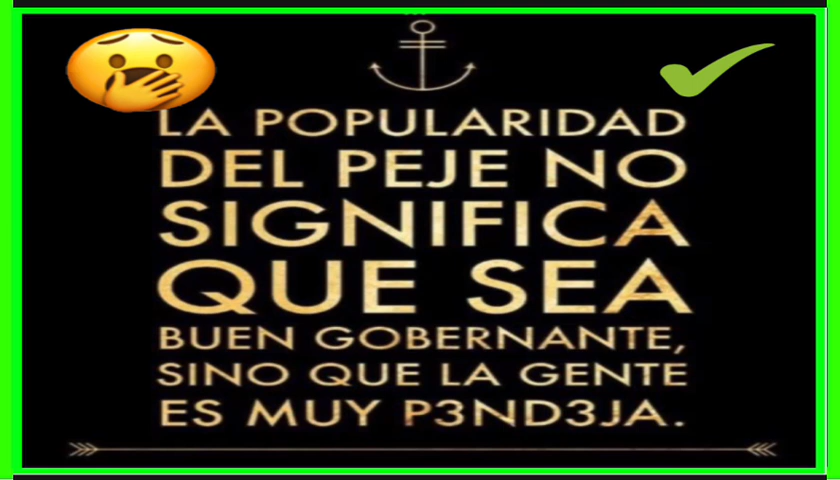 LA POPULARIDAD
DEL PEJE NO
SIGNIFICA
QUE SEA
BUEN GOBERNANTE,
SINO QUE LA GENTE
ES MUY P3ND3JA.